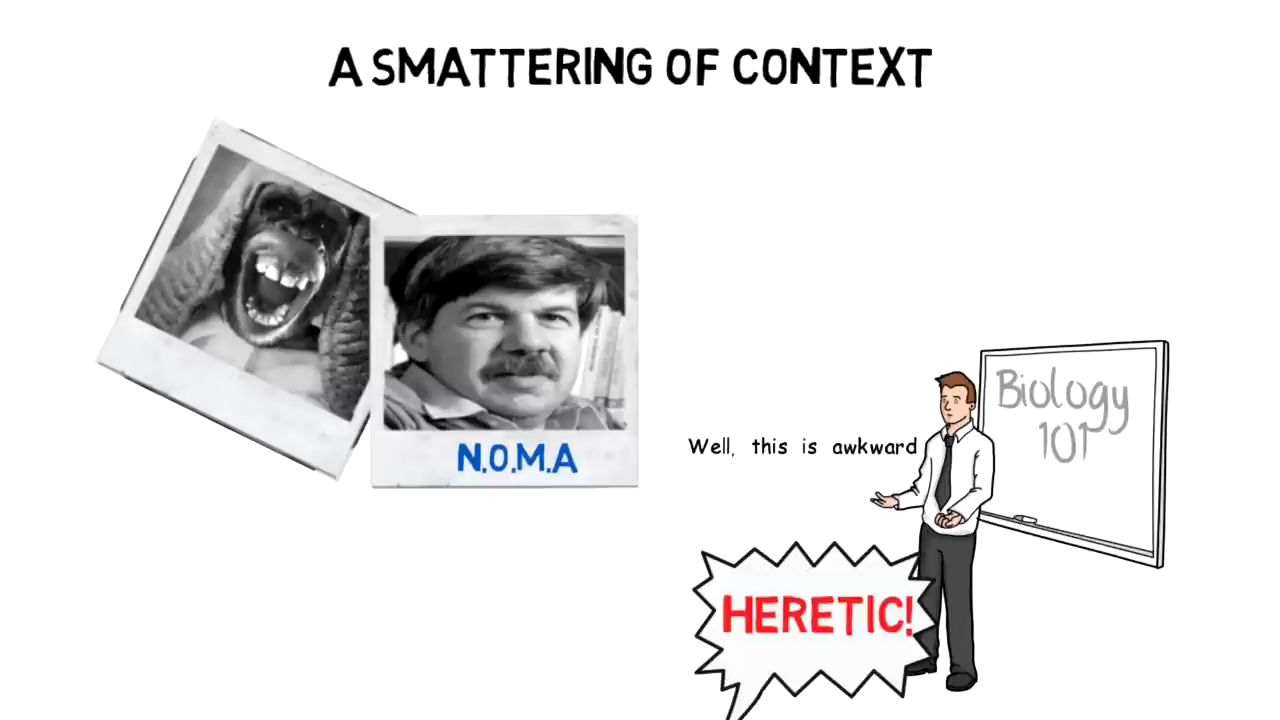 A SMATTERING OF CONTEXT
N.O.M.A
Well, this is awkward
Biology
101
HERETIC!